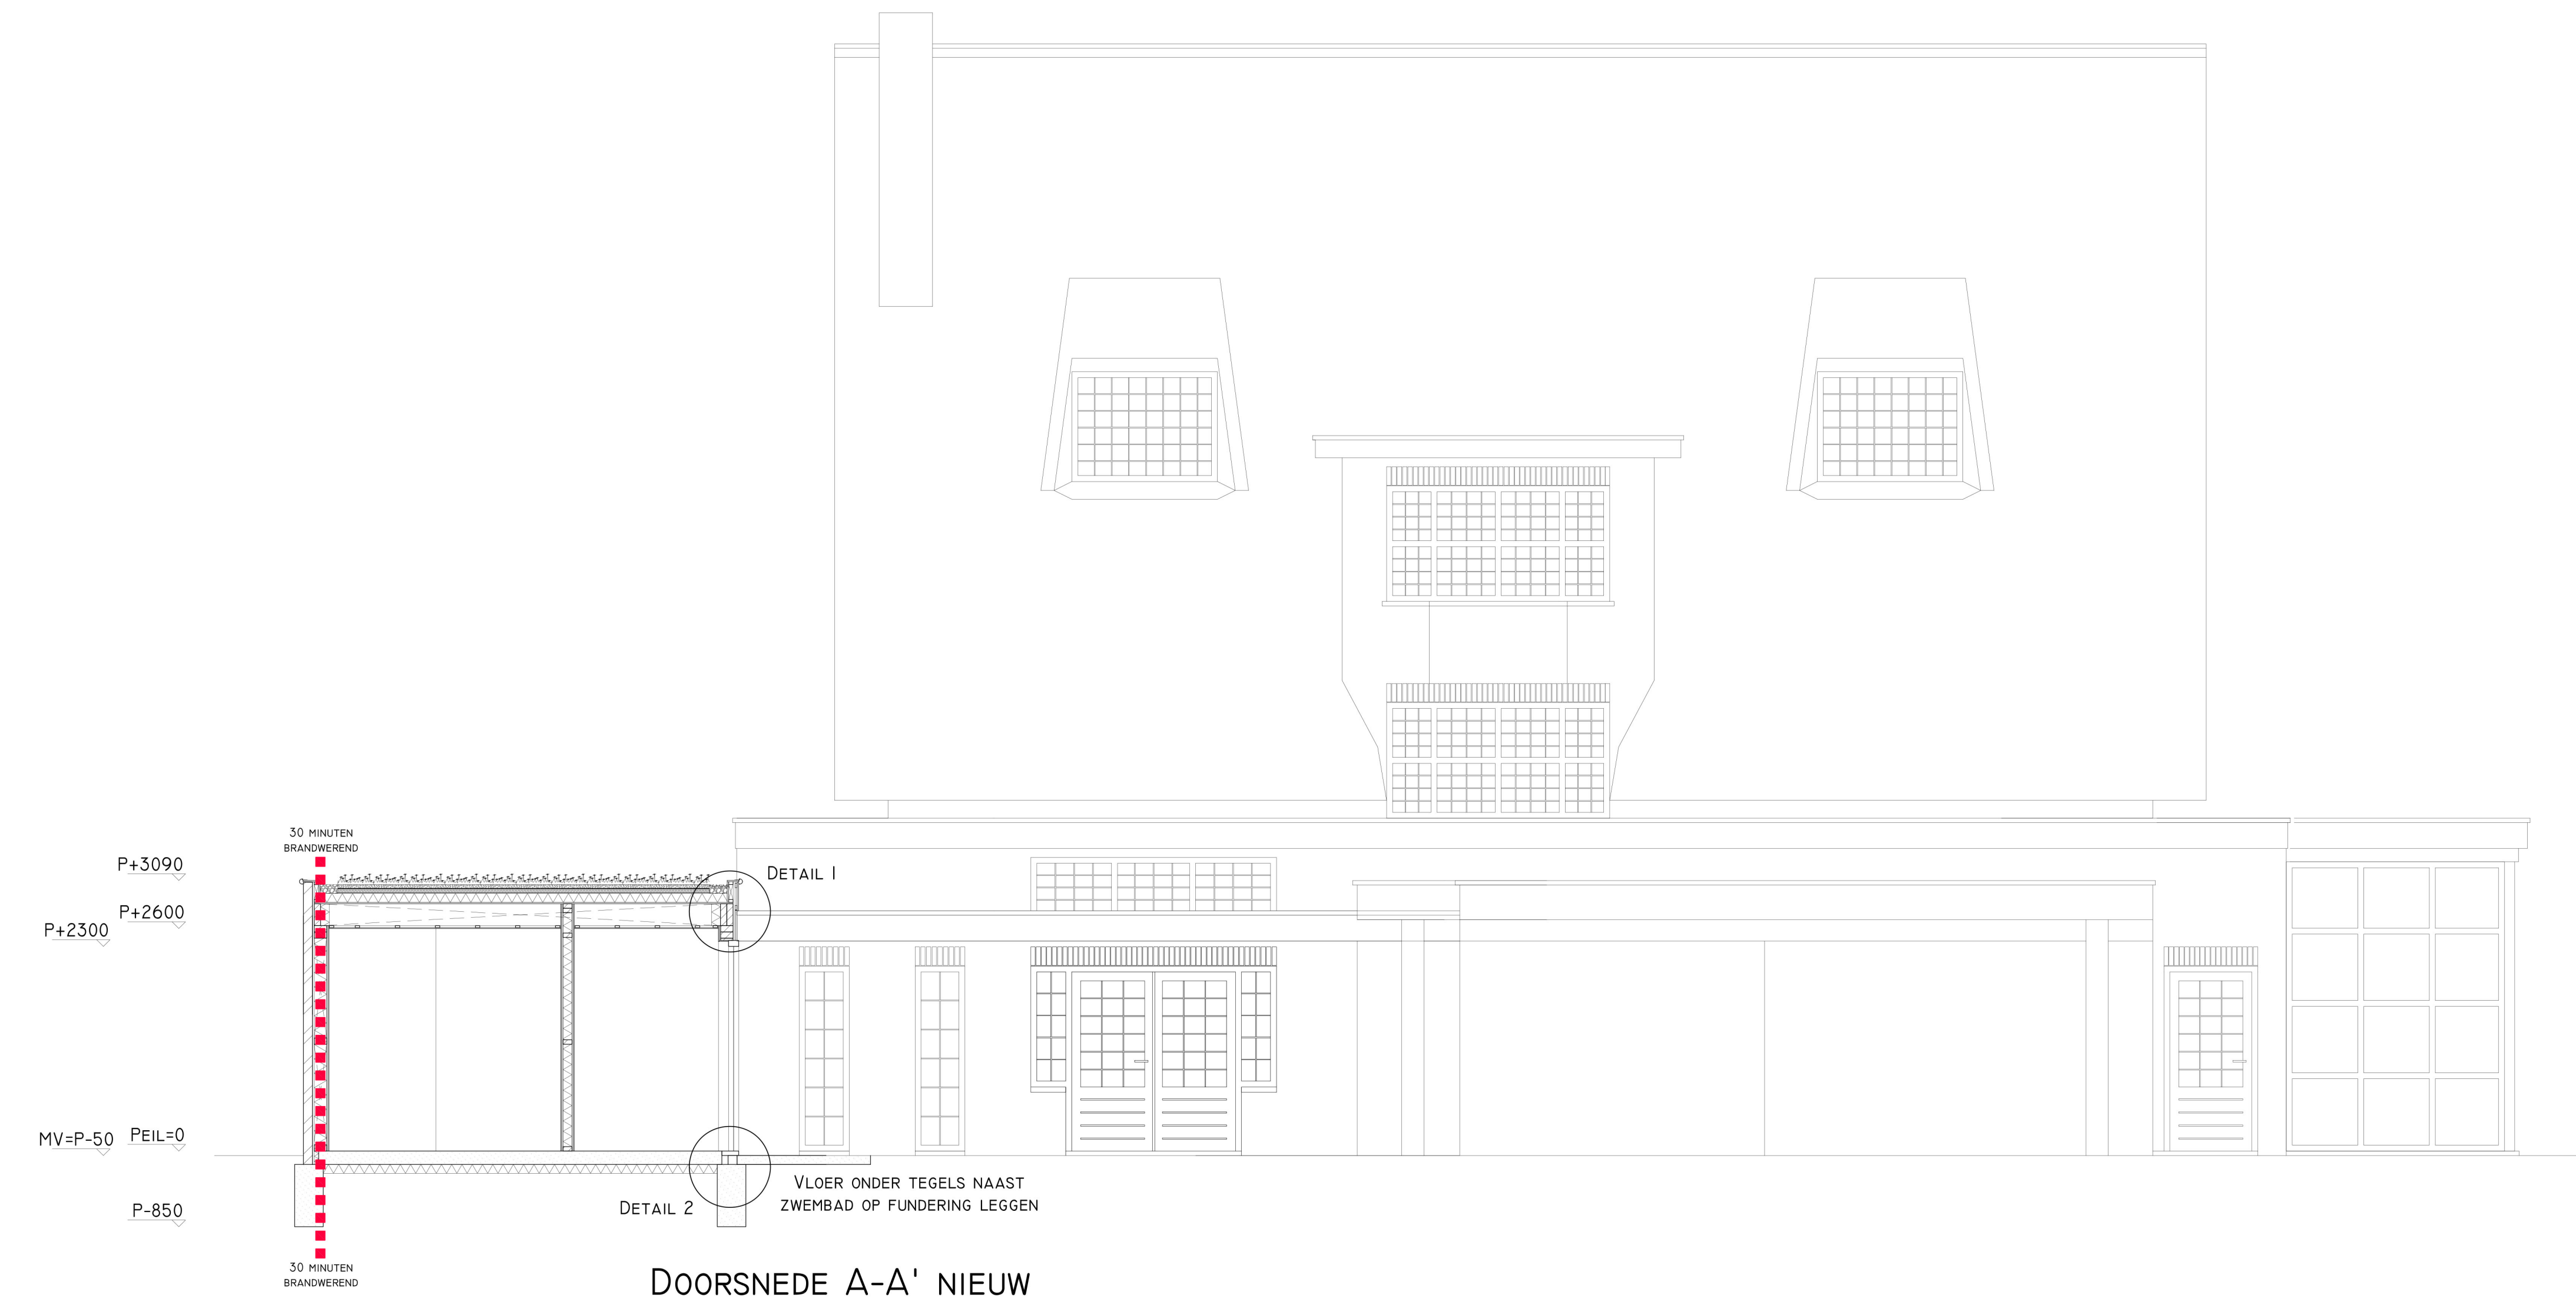 30 MINUTEN
BRANDWEREND
P+3090
DETAIL 1
P+2600
P+2300
MV=P-50 PEIL=0
VLOER ONDER TEGELS NAAST
ZWEMBAD OP FUNDERING LEGGEN
DETAIL 2
P-850
30 MINUTEN
BRANDWEREND
DOORSNEDE A-A' NIEUW